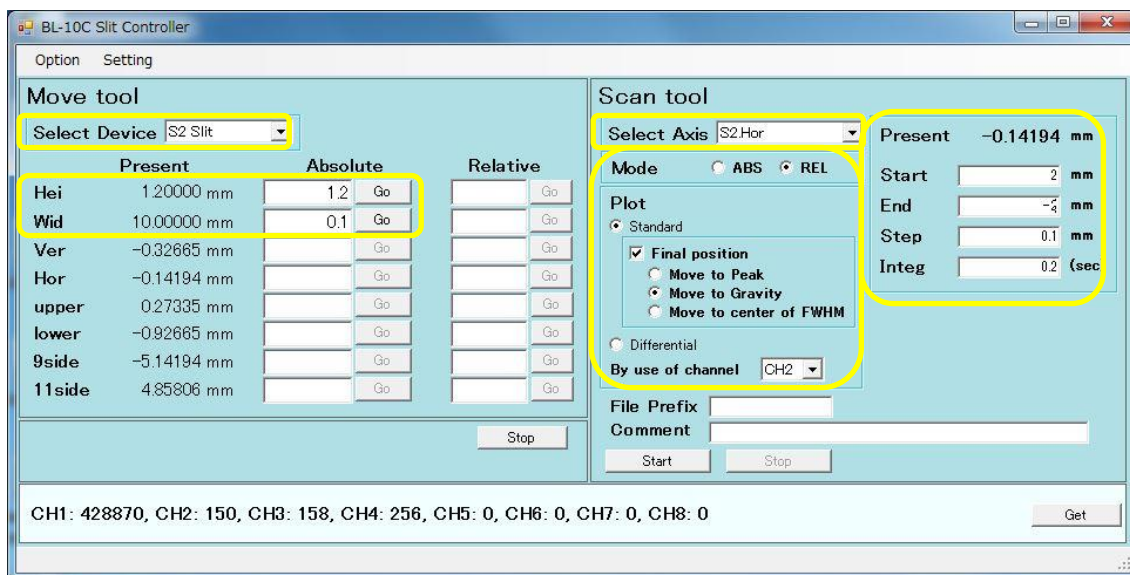 BL-10C Slit Controller
Option Setting
Move tool
Select Device S2 Slit
Present Absolute Relative
Hei 1.20000 mm 1.2 Go Go
Wid 10.00000 mm 0.1 Go Go
Ver -0.32665 mm Go Go
Hor -0.14194 mm Go Go
upper 0.27335 mm Go Go
lower -0.92665 mm Go Go
9side -5.14194 mm Go Go
11side 4.85806 mm Go Go
Stop
Scan tool
Select Axis S2.Hor
Mode ABS REL
Plot
Standard
Final position
Move to Peak
Move to Gravity
Move to center of FWHM
Differential
By use of channel CH2
Present -0.14194 mm
Start 2 mm
End mm
Step 0.1 mm
Integ 0.2 (sec
File Prefix
Comment
Start Stop
CH1: 428870, CH2: 150, CH3: 158, CH4: 256, CH5: 0, CH6: 0, CH7: 0, CH8: 0
Get